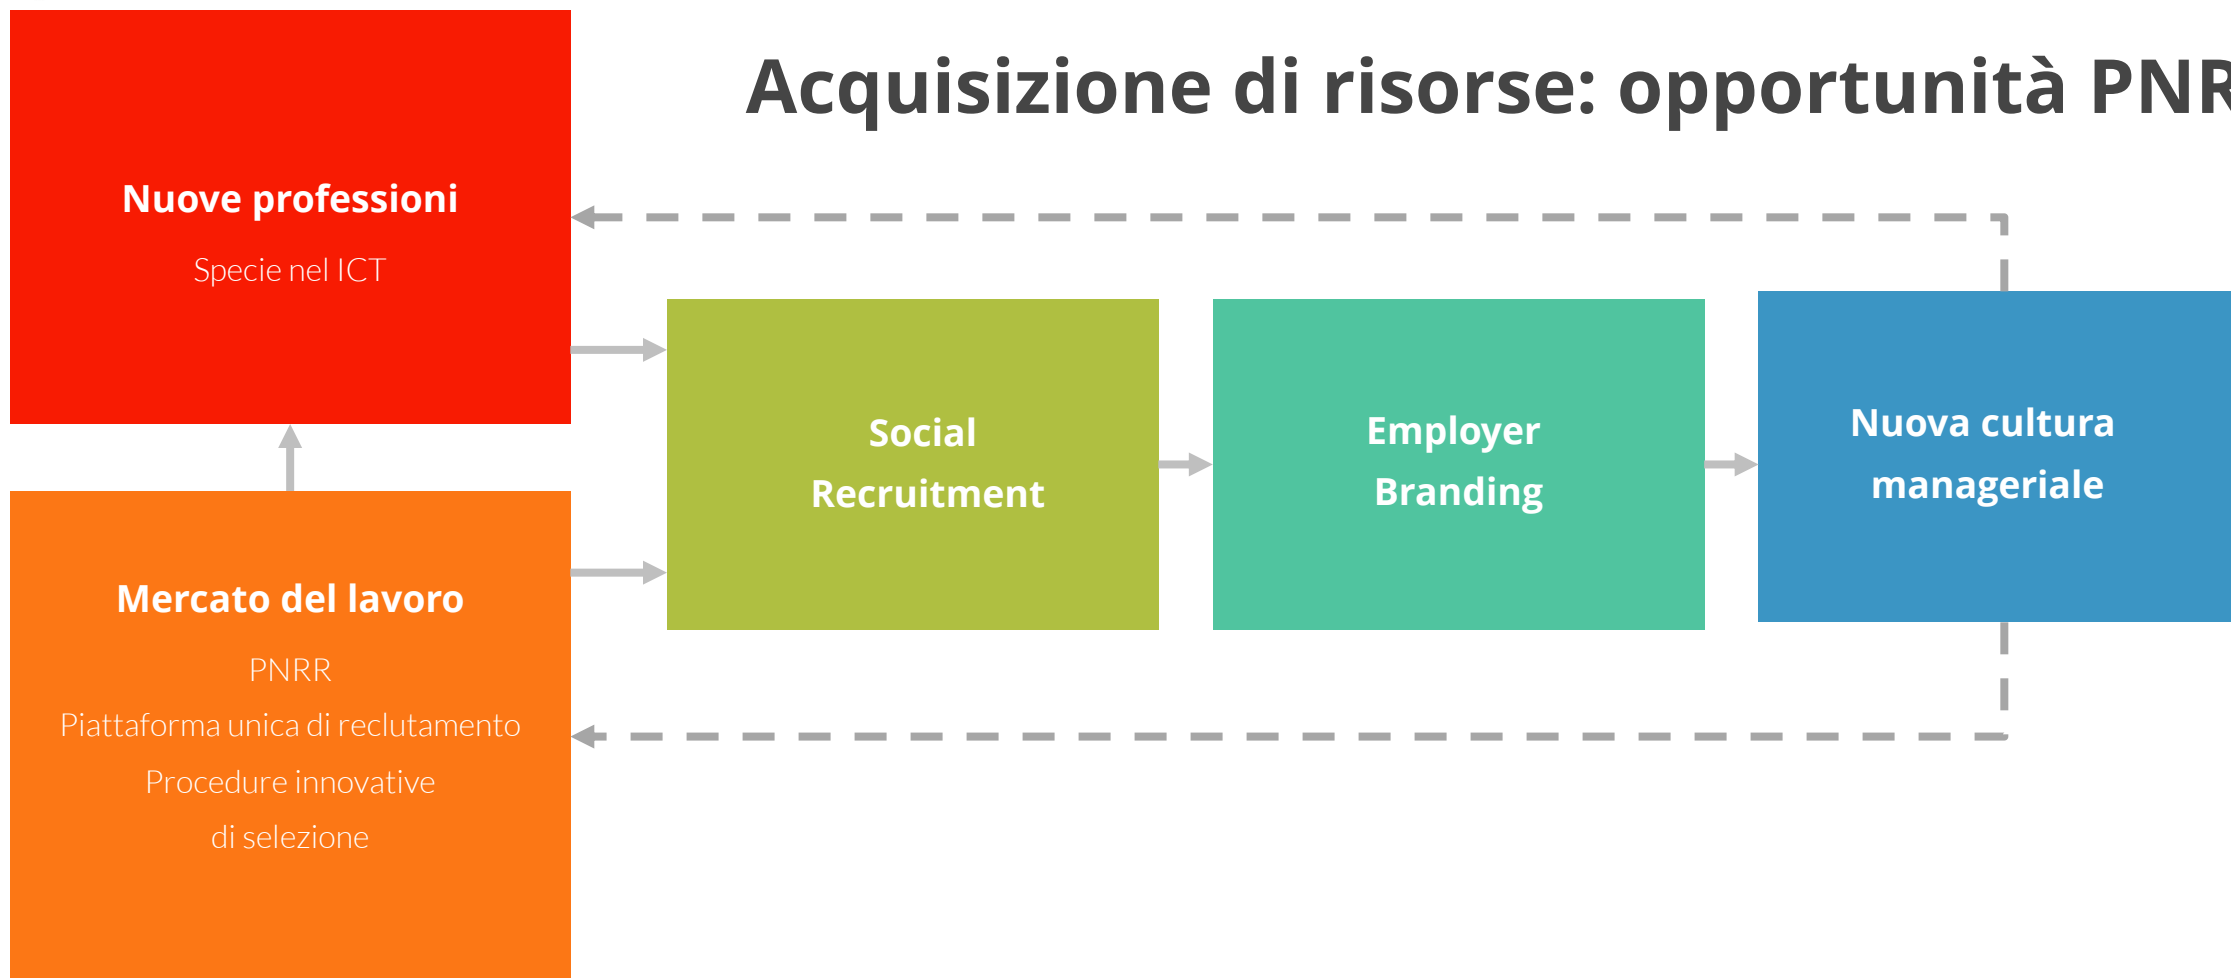 Acquisizione di risorse: opportunità PNR
Nuove professioni
Specie nel ICT
Mercato del lavoro
PNRR
Piattaforma unica di reclutamento
Procedure innovative
di selezione
Social
Recruitment
Employer
Branding
Nuova cultura
manageriale